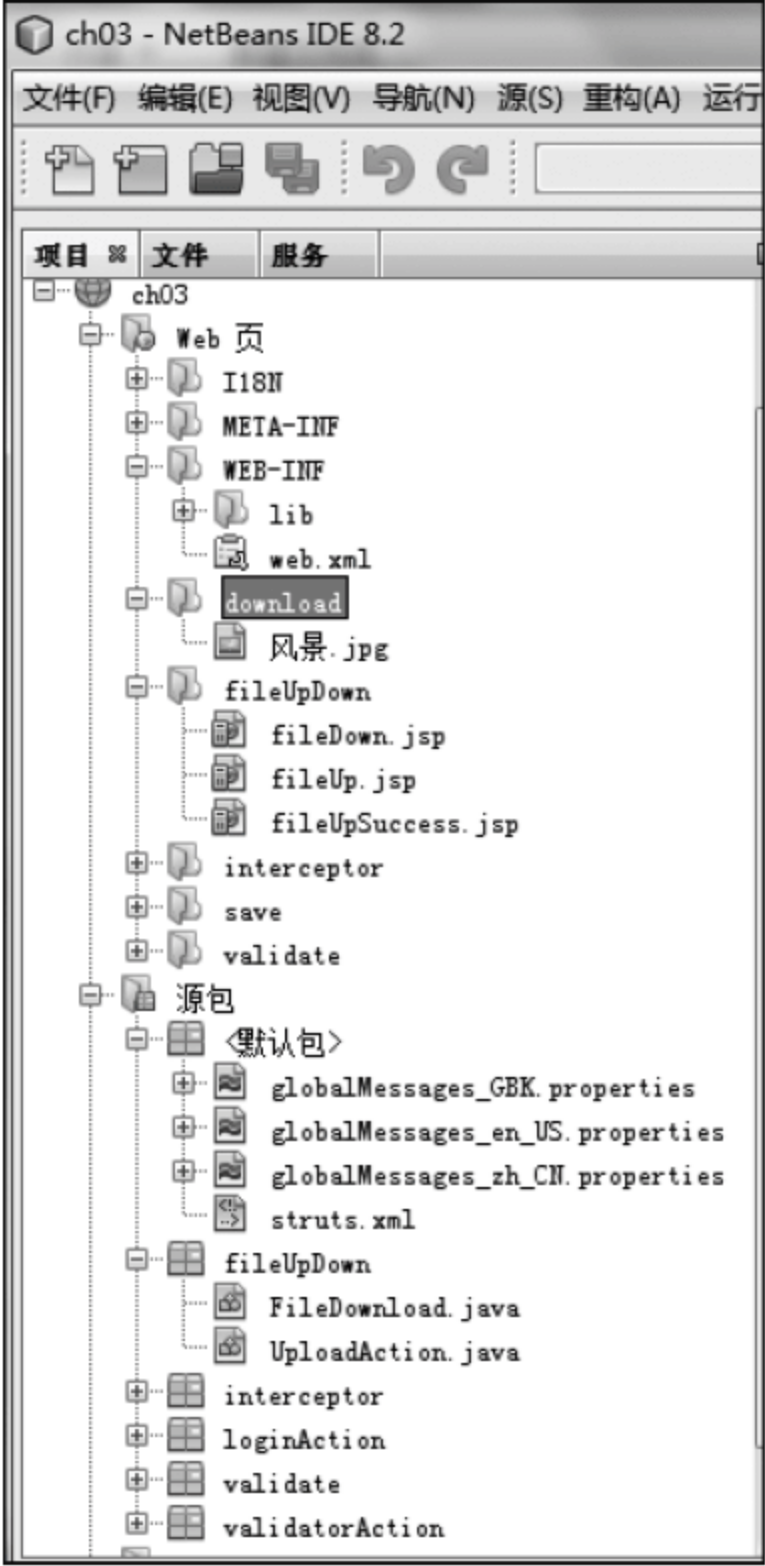 ch03 - NetBeans IDE 8.2
文件(F) 编辑(E) 视图(V) 导航(N) 源(S) 重构(A) 运行
项目 文件 服务
ch03
Web 页
I18N
META-INF
WEB-INF
lib
web.xml
download
风景.jpg
fileUpDown
fileDown.jsp
fileUp.jsp
fileUpSuccess.jsp
interceptor
save
validate
源包
<默认包>
globalMessages_GBK.properties
globalMessages_en_US.properties
globalMessages_zh_CN.properties
struts.xml
fileUpDown
FileDownload.java
UploadAction.java
interceptor
loginAction
validate
validatorAction